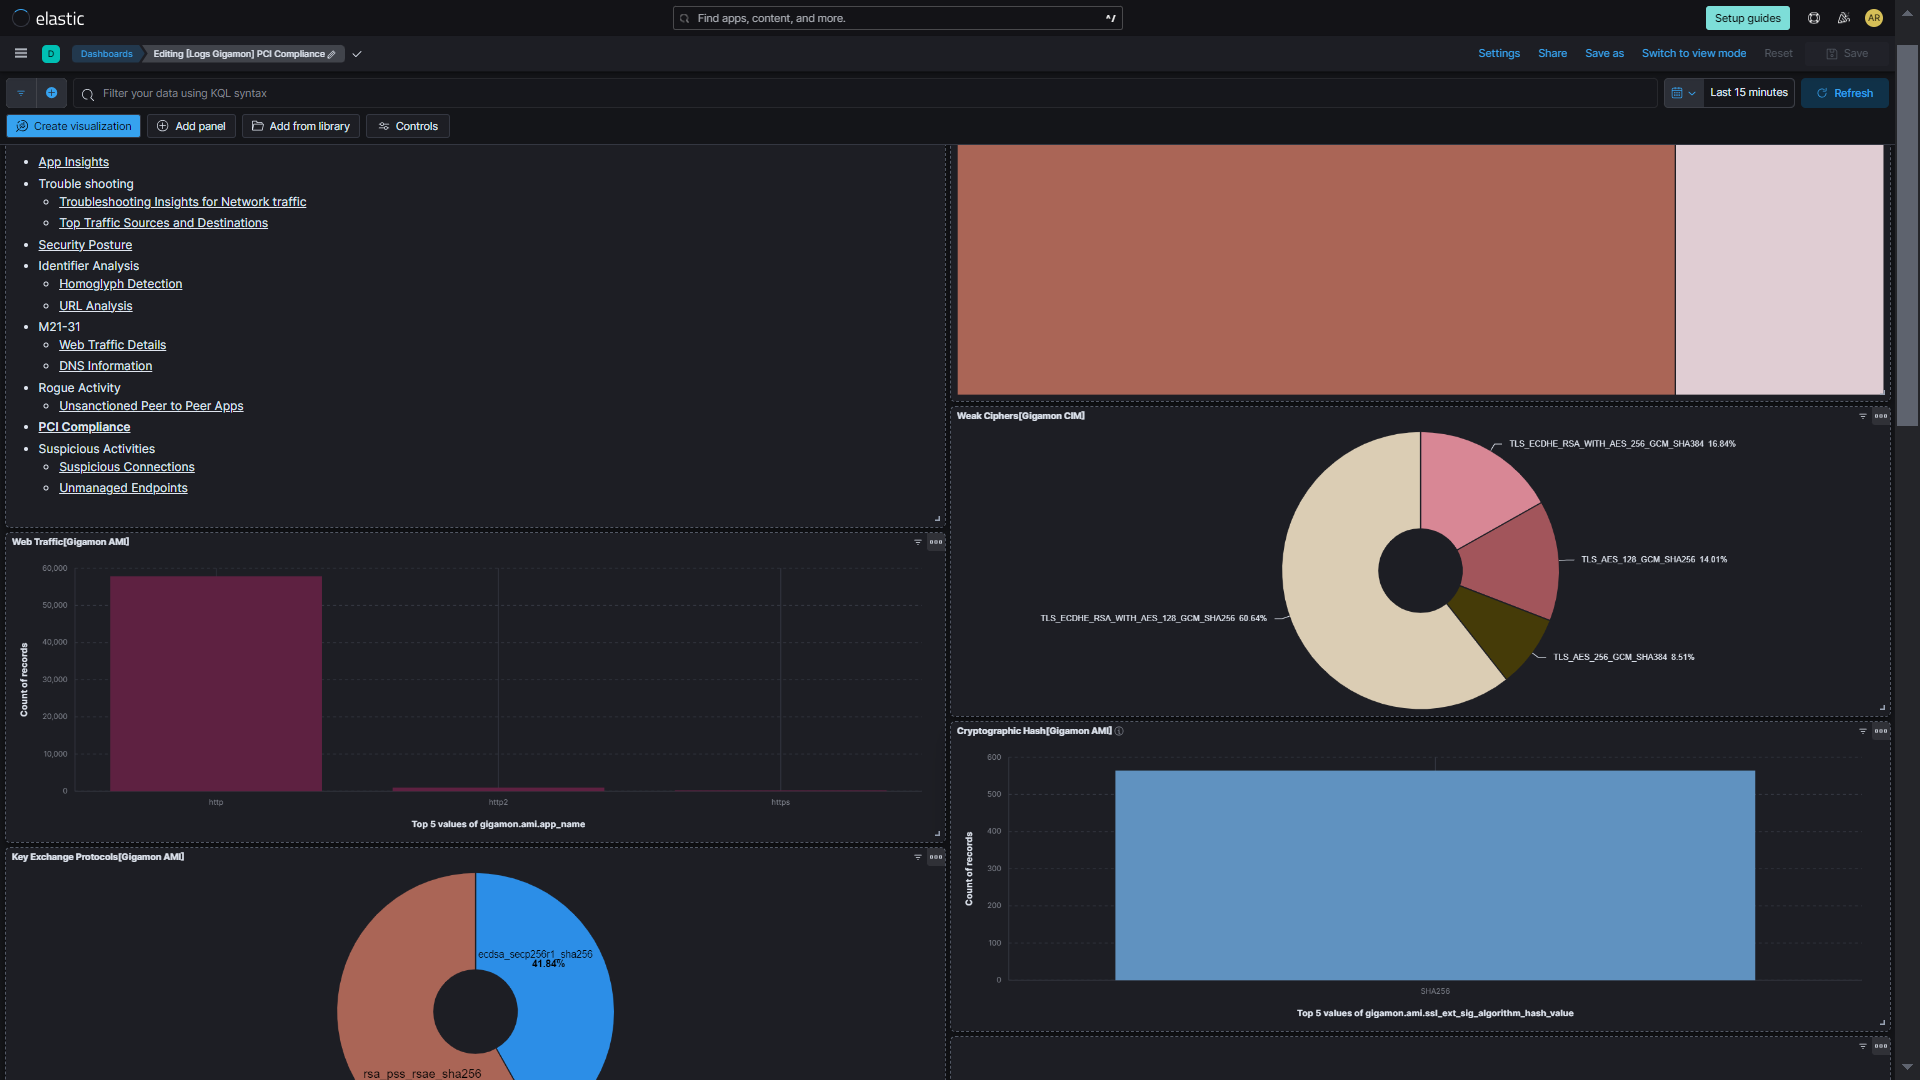 elastic
Find apps, content, and more.
^/
Setup guides
AR
D
Dashboards
Editing [Logs Gigamon] PCI Compliance
Settings
Share
Save as
Switch to view mode
Reset
Save
Filter your data using KQL syntax
Last 15 minutes
Refresh
Create visualization
Add panel
Add from library
Controls
App Insights
Trouble shooting
Troubleshooting Insights for Network traffic
Top Traffic Sources and Destinations
Security Posture
Identifier Analysis
Homoglyph Detection
URL Analysis
M21-31
Web Traffic Details
DNS Information
Rogue Activity
Unsanctioned Peer to Peer Apps
PCI Compliance
Suspicious Activities
Suspicious Connections
Unmanaged Endpoints
Weak Ciphers[Gigamon CIM]
TLS_ECDHE_RSA_WITH_AES_256_GCM_SHA384 16.84%
TLS_AES_128_GCM_SHA256 14.01%
TLS_ECDHE_RSA_WITH_AES_128_GCM_SHA256 60.64%
TLS_AES_256_GCM_SHA384 8.51%
Web Traffic[Gigamon AMI]
60,000
50,000
40,000
30,000
20,000
10,000
0
Count of records
http
http2
https
Top 5 values of gigamon.ami.app_name
Cryptographic Hash[Gigamon AMI]
600
500
400
300
200
100
0
Count of records
SHA256
Top 5 values of gigamon.ami.ssl_ext_sig_algorithm_hash_value
Key Exchange Protocols[Gigamon AMI]
ecdsa_secp256r1_sha256
41.84%
rsa_pss_rsae_sha256